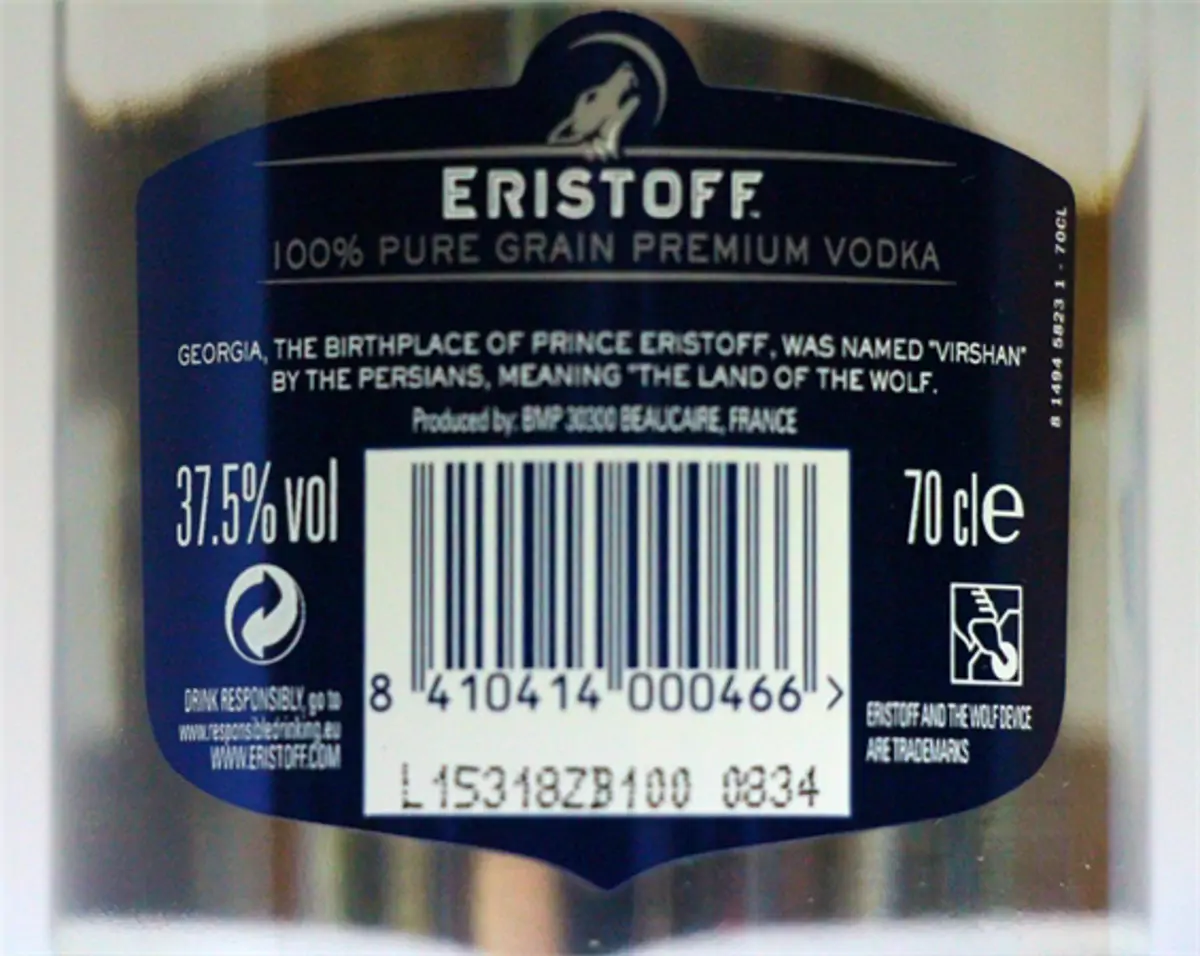 ERISTOFF™
100% PURE GRAIN PREMIUM VODKA
GEORGIA, THE BIRTHPLACE OF PRINCE ERISTOFF, WAS NAMED "VIRSHAN"
BY THE PERSIANS, MEANING "THE LAND OF THE WOLF.
Produced by: BMP 30300 BEAUCAIRE, FRANCE
8 1494 5823 1 - 70CL
37.5% vol
70 cl e
DRINK RESPONSIBLY, go to
www.responsibledrinking.eu
WWW.ERISTOFF.COM
8 410414 000466 >
L15318ZB100 0834
ERISTOFF AND THE WOLF DEVICE
ARE TRADEMARKS